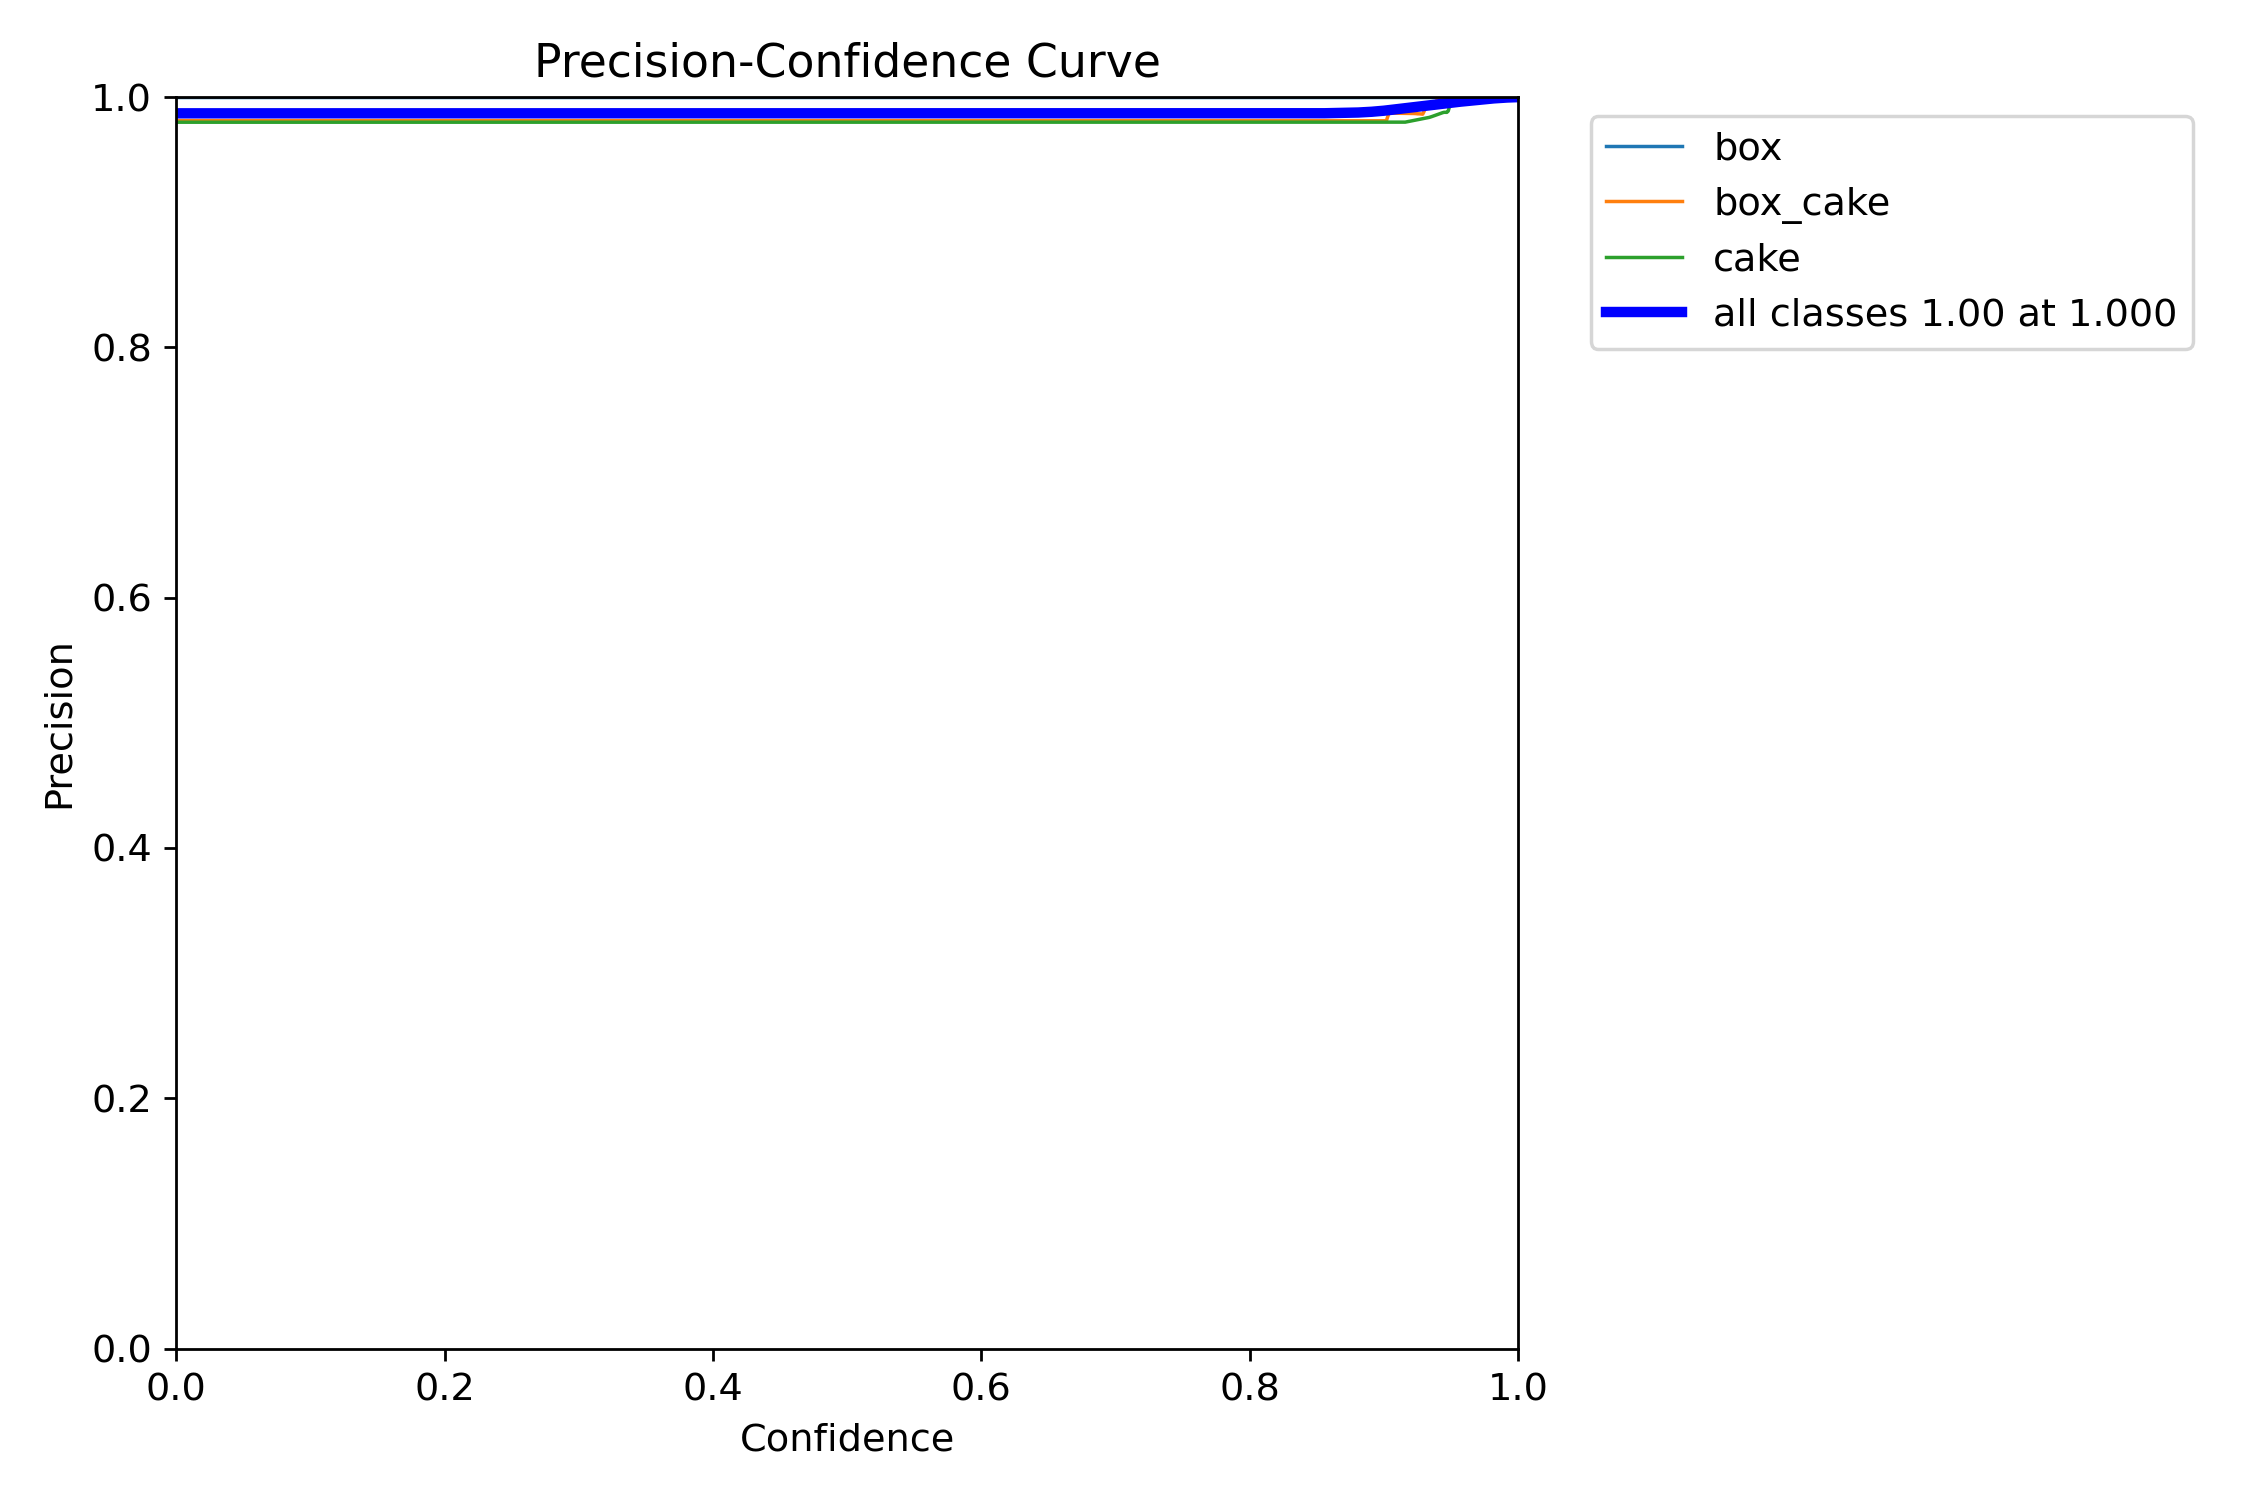 Precision-Confidence Curve
1.0
0.8
0.6
0.4
0.2
0.0
Precision
0.0 0.2 0.4 0.6 0.8 1.0
Confidence
box
box_cake
cake
all classes 1.00 at 1.000